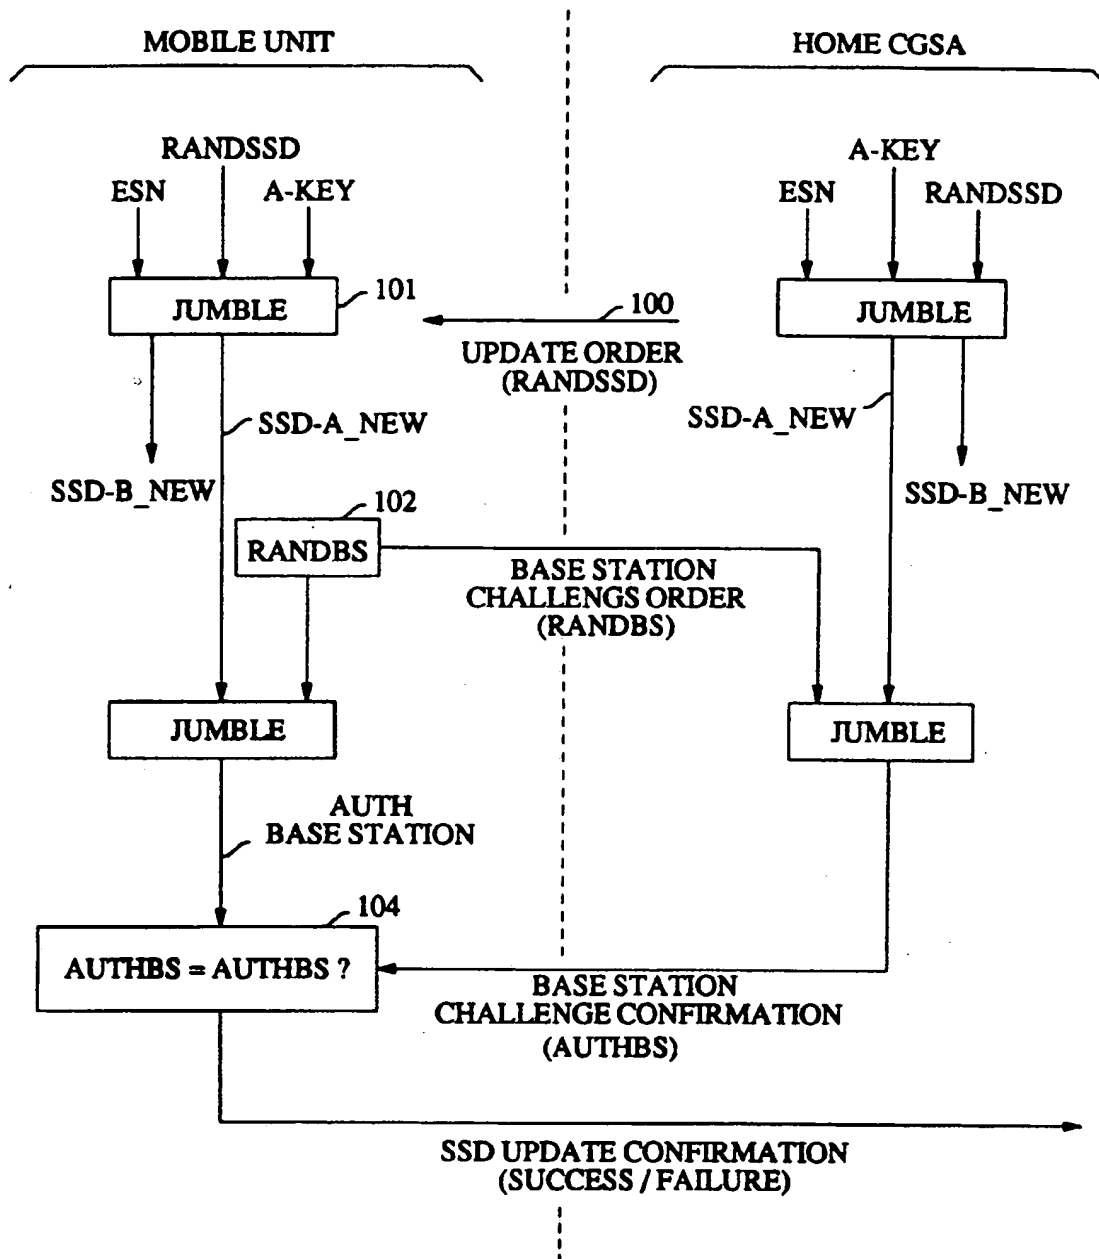 MOBILE UNIT
HOME CGSA
RANDSSD
ESN
A-KEY
A-KEY
ESN
RANDSSD
JUMBLE
101
100
JUMBLE
UPDATE ORDER
(RANDSSD)
SSD-A_NEW
SSD-A_NEW
SSD-B_NEW
SSD-B_NEW
102
RANDBS
BASE STATION
CHALLENGS ORDER
(RANDBS)
JUMBLE
JUMBLE
AUTH
BASE STATION
104
AUTHBS = AUTHBS ?
BASE STATION
CHALLENGE CONFIRMATION
(AUTHBS)
SSD UPDATE CONFIRMATION
(SUCCESS / FAILURE)